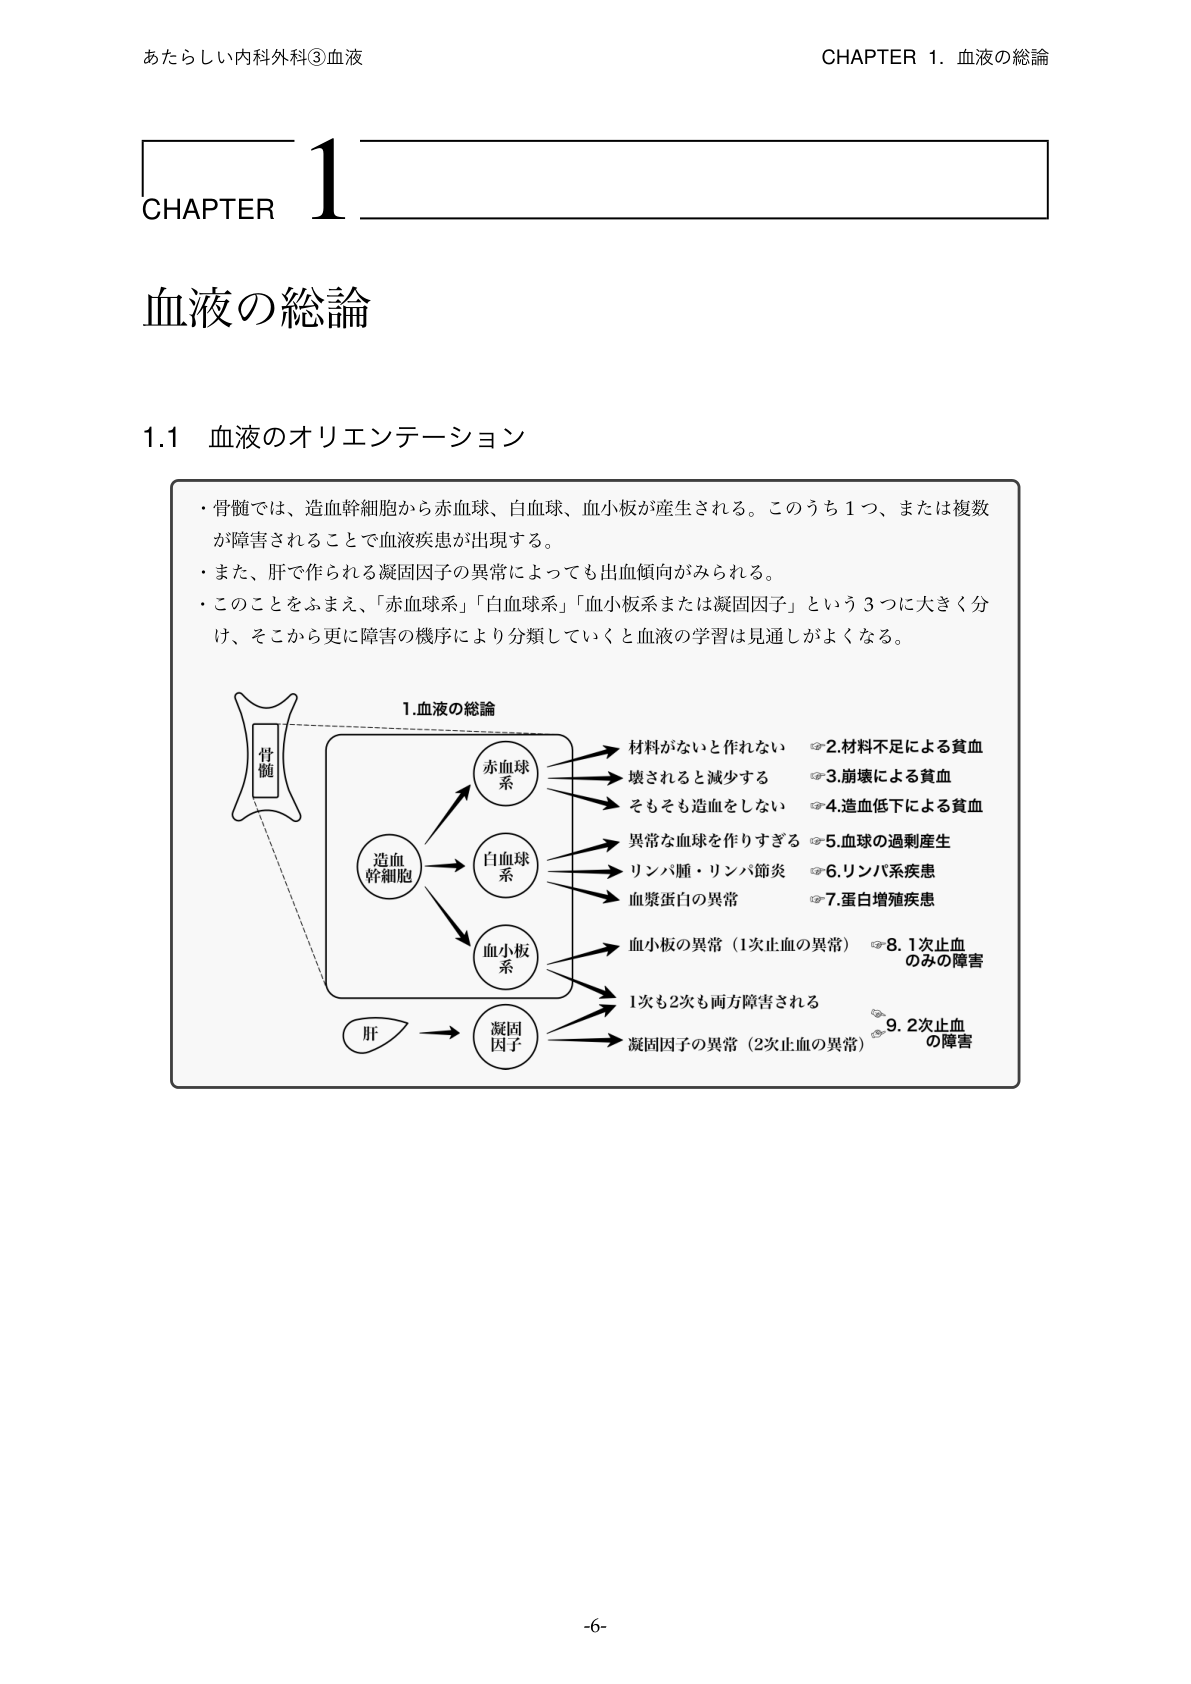 あたらしい内科外科③血液
CHAPTER 1. 血液の総論
CHAPTER 1
血液の総論
1.1 血液のオリエンテーション
・骨髄では、造血幹細胞から赤血球、白血球、血小板が産生される。このうち1つ、または複数
が障害されることで血液疾患が出現する。
・また、肝で作られる凝固因子の異常によっても出血傾向がみられる。
・このことをふまえ、「赤血球系」「白血球系」「血小板系または凝固因子」という3つに大きく分
け、そこから更に障害の機序により分類していくと血液の学習は見通しがよくなる。
1.血液の総論
骨
髄
造血
幹細胞
赤血球
系
材料がないと作れない ☞2.材料不足による貧血
壊されると減少する ☞3.崩壊による貧血
そもそも造血をしない ☞4.造血低下による貧血
白血球
系
異常な血球を作りすぎる ☞5.血球の過剰産生
リンパ腫・リンパ節炎 ☞6.リンパ系疾患
血漿蛋白の異常 ☞7.蛋白増殖疾患
血小板
系
血小板の異常（1次止血の異常） ☞8. 1次止血
のみの障害
1次も2次も両方障害される
肝
凝固
因子
凝固因子の異常（2次止血の異常）
☞
☞9. 2次止血
の障害
-6-